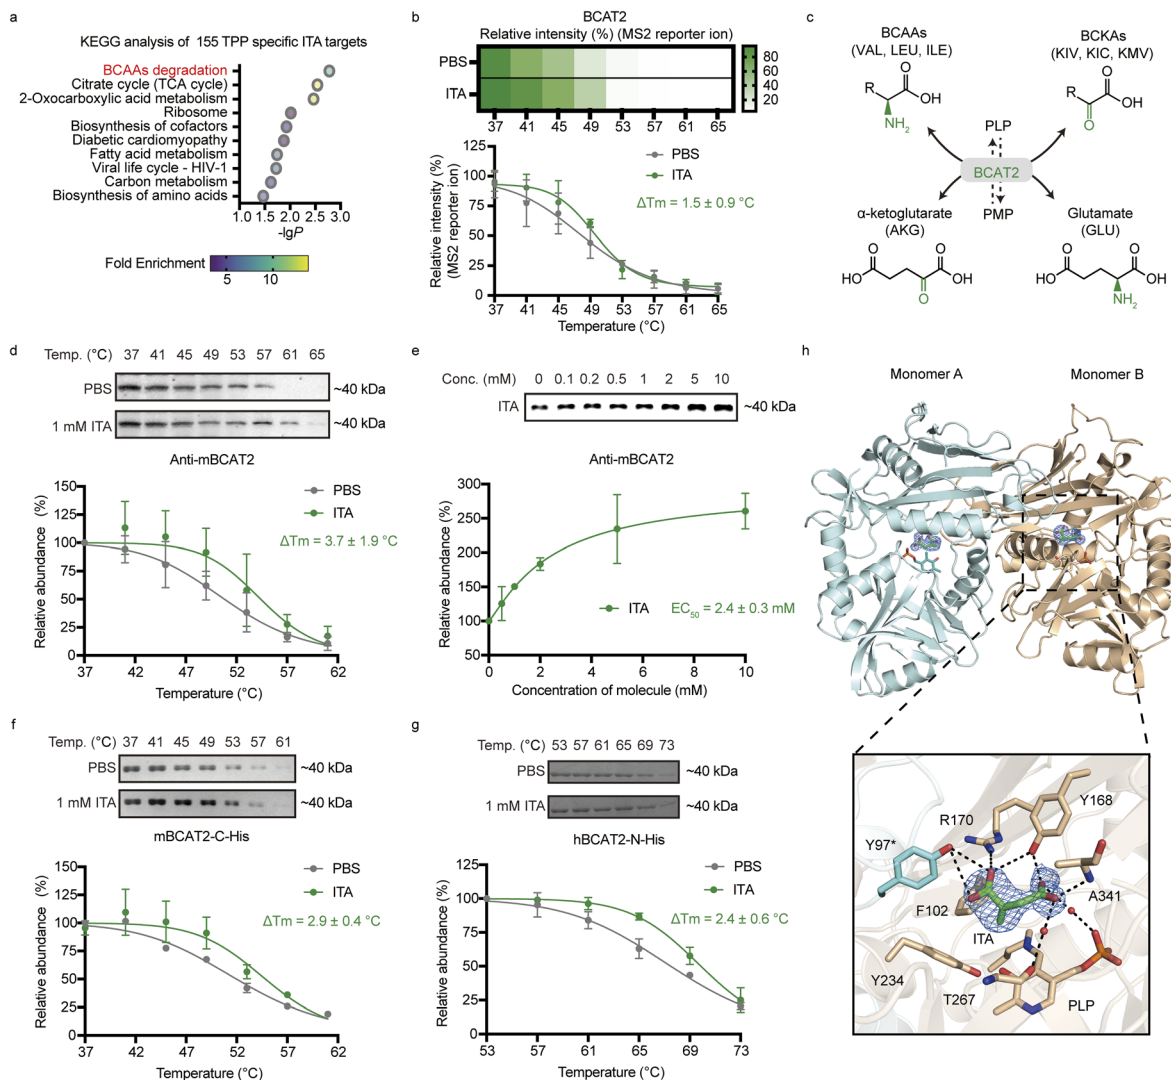 a
KEGG analysis of 155 TPP specific ITA targets
BCAAs degradation
Citrate cycle (TCA cycle)
2-Oxocarboxylic acid metabolism
Ribosome
Biosynthesis of cofactors
Diabetic cardiomyopathy
Fatty acid metabolism
Viral life cycle - HIV-1
Carbon metabolism
Biosynthesis of amino acids
1.0 1.5 2.0 2.5 3.0
-lgP
Fold Enrichment
5 10
b
BCAT2
Relative intensity (%) (MS2 reporter ion)
PBS
ITA
80
60
40
20
37 41 45 49 53 57 61 65
Relative intensity (%)
(MS2 reporter ion)
125
100
75
50
25
0
PBS
ITA
ΔTm = 1.5 ± 0.9 °C
37 41 45 49 53 57 61 65
Temperature (°C)
c
BCAAs
(VAL, LEU, ILE)
BCKAs
(KIV, KIC, KMV)
O
R
OH
NH2
O
R
OH
O
PLP
BCAT2
PMP
α-ketoglutarate
(AKG)
Glutamate
(GLU)
O
O
HO
OH
O
O
O
HO
OH
NH2
d
Temp. (°C) 37 41 45 49 53 57 61 65
PBS ~40 kDa
1 mM ITA ~40 kDa
Anti-mBCAT2
Relative abundance (%)
150
125
100
75
50
25
0
PBS
ITA
ΔTm = 3.7 ± 1.9 °C
37 42 47 52 57 62
Temperature (°C)
e
Conc. (mM) 0 0.1 0.2 0.5 1 2 5 10
ITA ~40 kDa
Anti-mBCAT2
Relative abundance (%)
300
250
200
150
100
50
ITA EC50 = 2.4 ± 0.3 mM
0 2 4 6 8 10
Concentration of molecule (mM)
f
Temp. (°C) 37 41 45 49 53 57 61
PBS ~40 kDa
1 mM ITA ~40 kDa
mBCAT2-C-His
Relative abundance (%)
150
125
100
75
50
25
0
PBS
ITA
ΔTm = 2.9 ± 0.4 °C
37 42 47 52 57 62
Temperature (°C)
g
Temp. (°C) 53 57 61 65 69 73
PBS ~40 kDa
1 mM ITA ~40 kDa
hBCAT2-N-His
Relative abundance (%)
125
100
75
50
25
0
PBS
ITA
ΔTm = 2.4 ± 0.6 °C
53 57 61 65 69 73
Temperature (°C)
h
Monomer A
Monomer B
Y168
R170
Y97*
A341
F102
ITA
Y234
T267
PLP